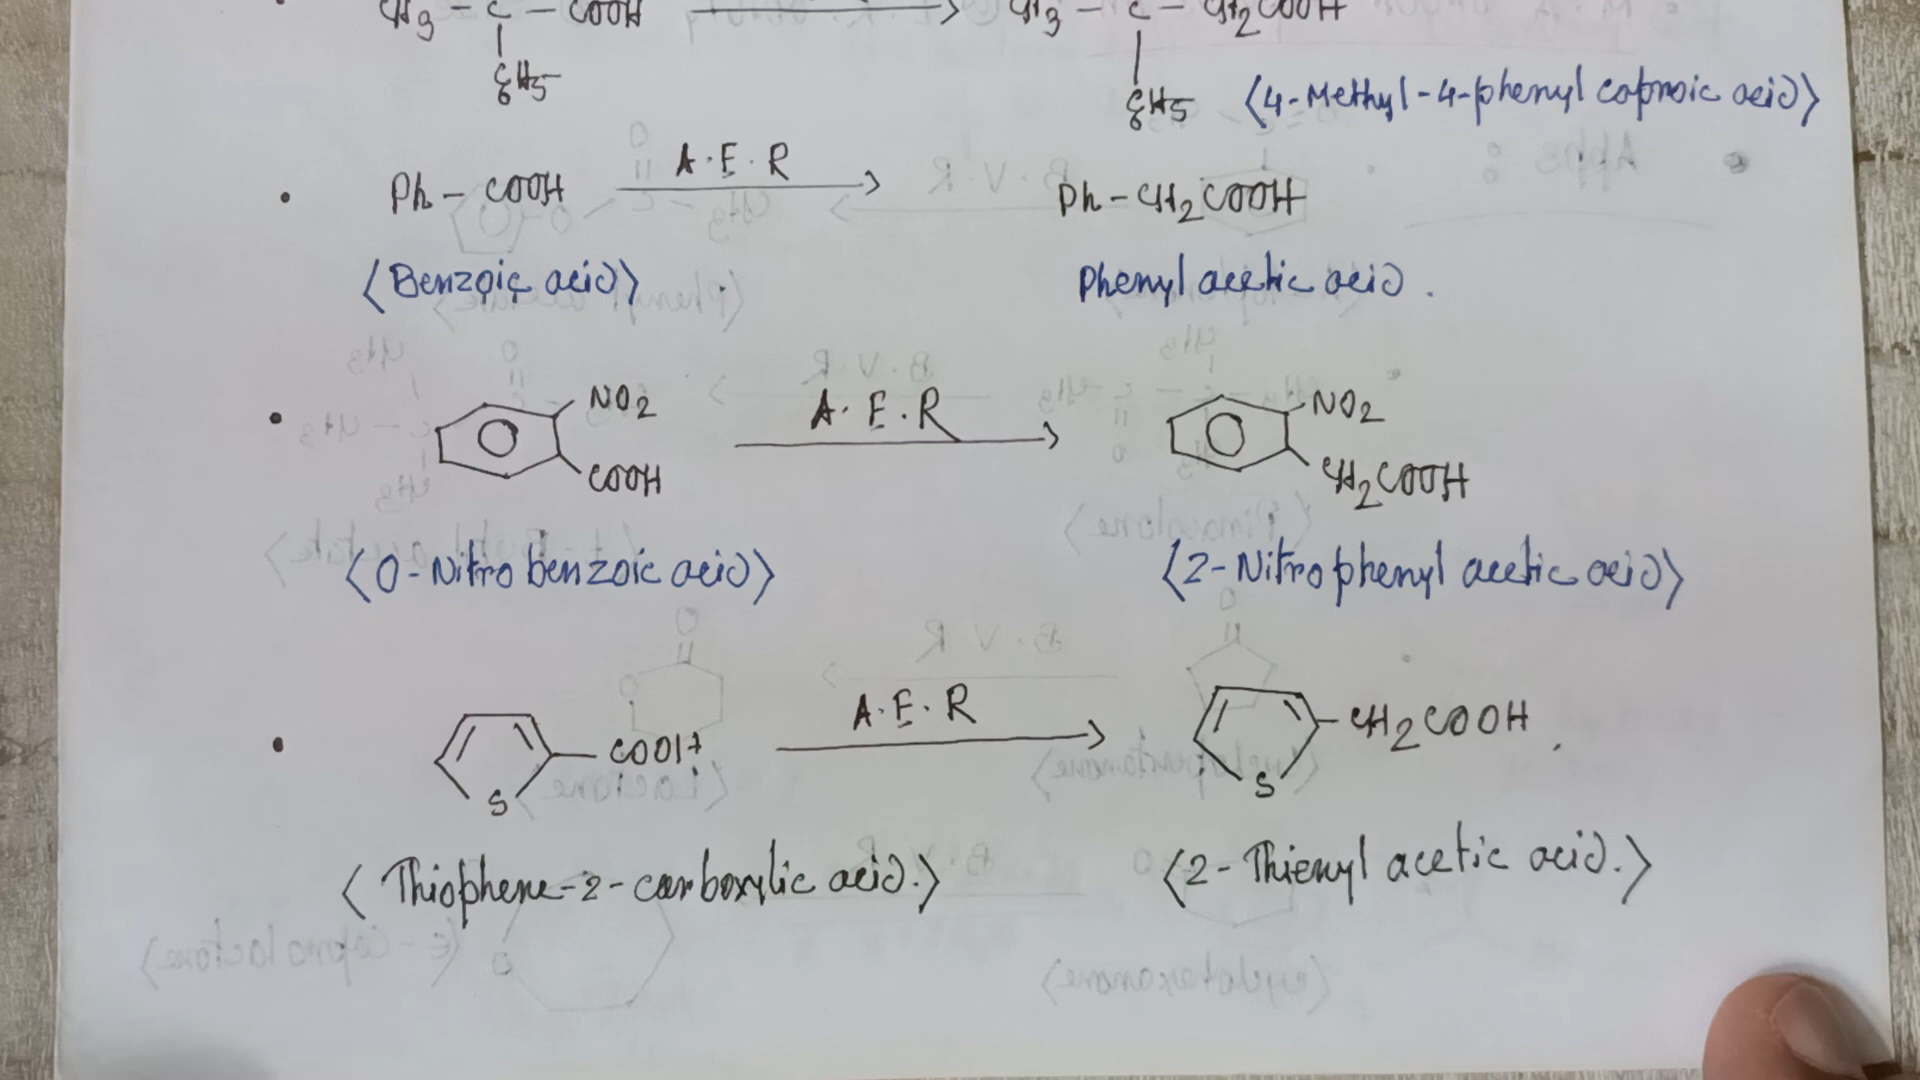 CH3 - C - COOH → CH3 - C - CH2COOH
C6H5 C6H5 <4-Methyl-4-phenyl caproic acid>
• Ph - COOH A.E.R → Ph - CH2COOH
<Benzoic acid> Phenyl acetic acid.
• NO2 COOH A.E.R → NO2 CH2COOH
<O-Nitro benzoic acid> <2-Nitrophenyl acetic acid>
• S COOH A.E.R → S - CH2COOH.
<Thiophene-2-carboxylic acid.> <2-Thienyl acetic acid.>